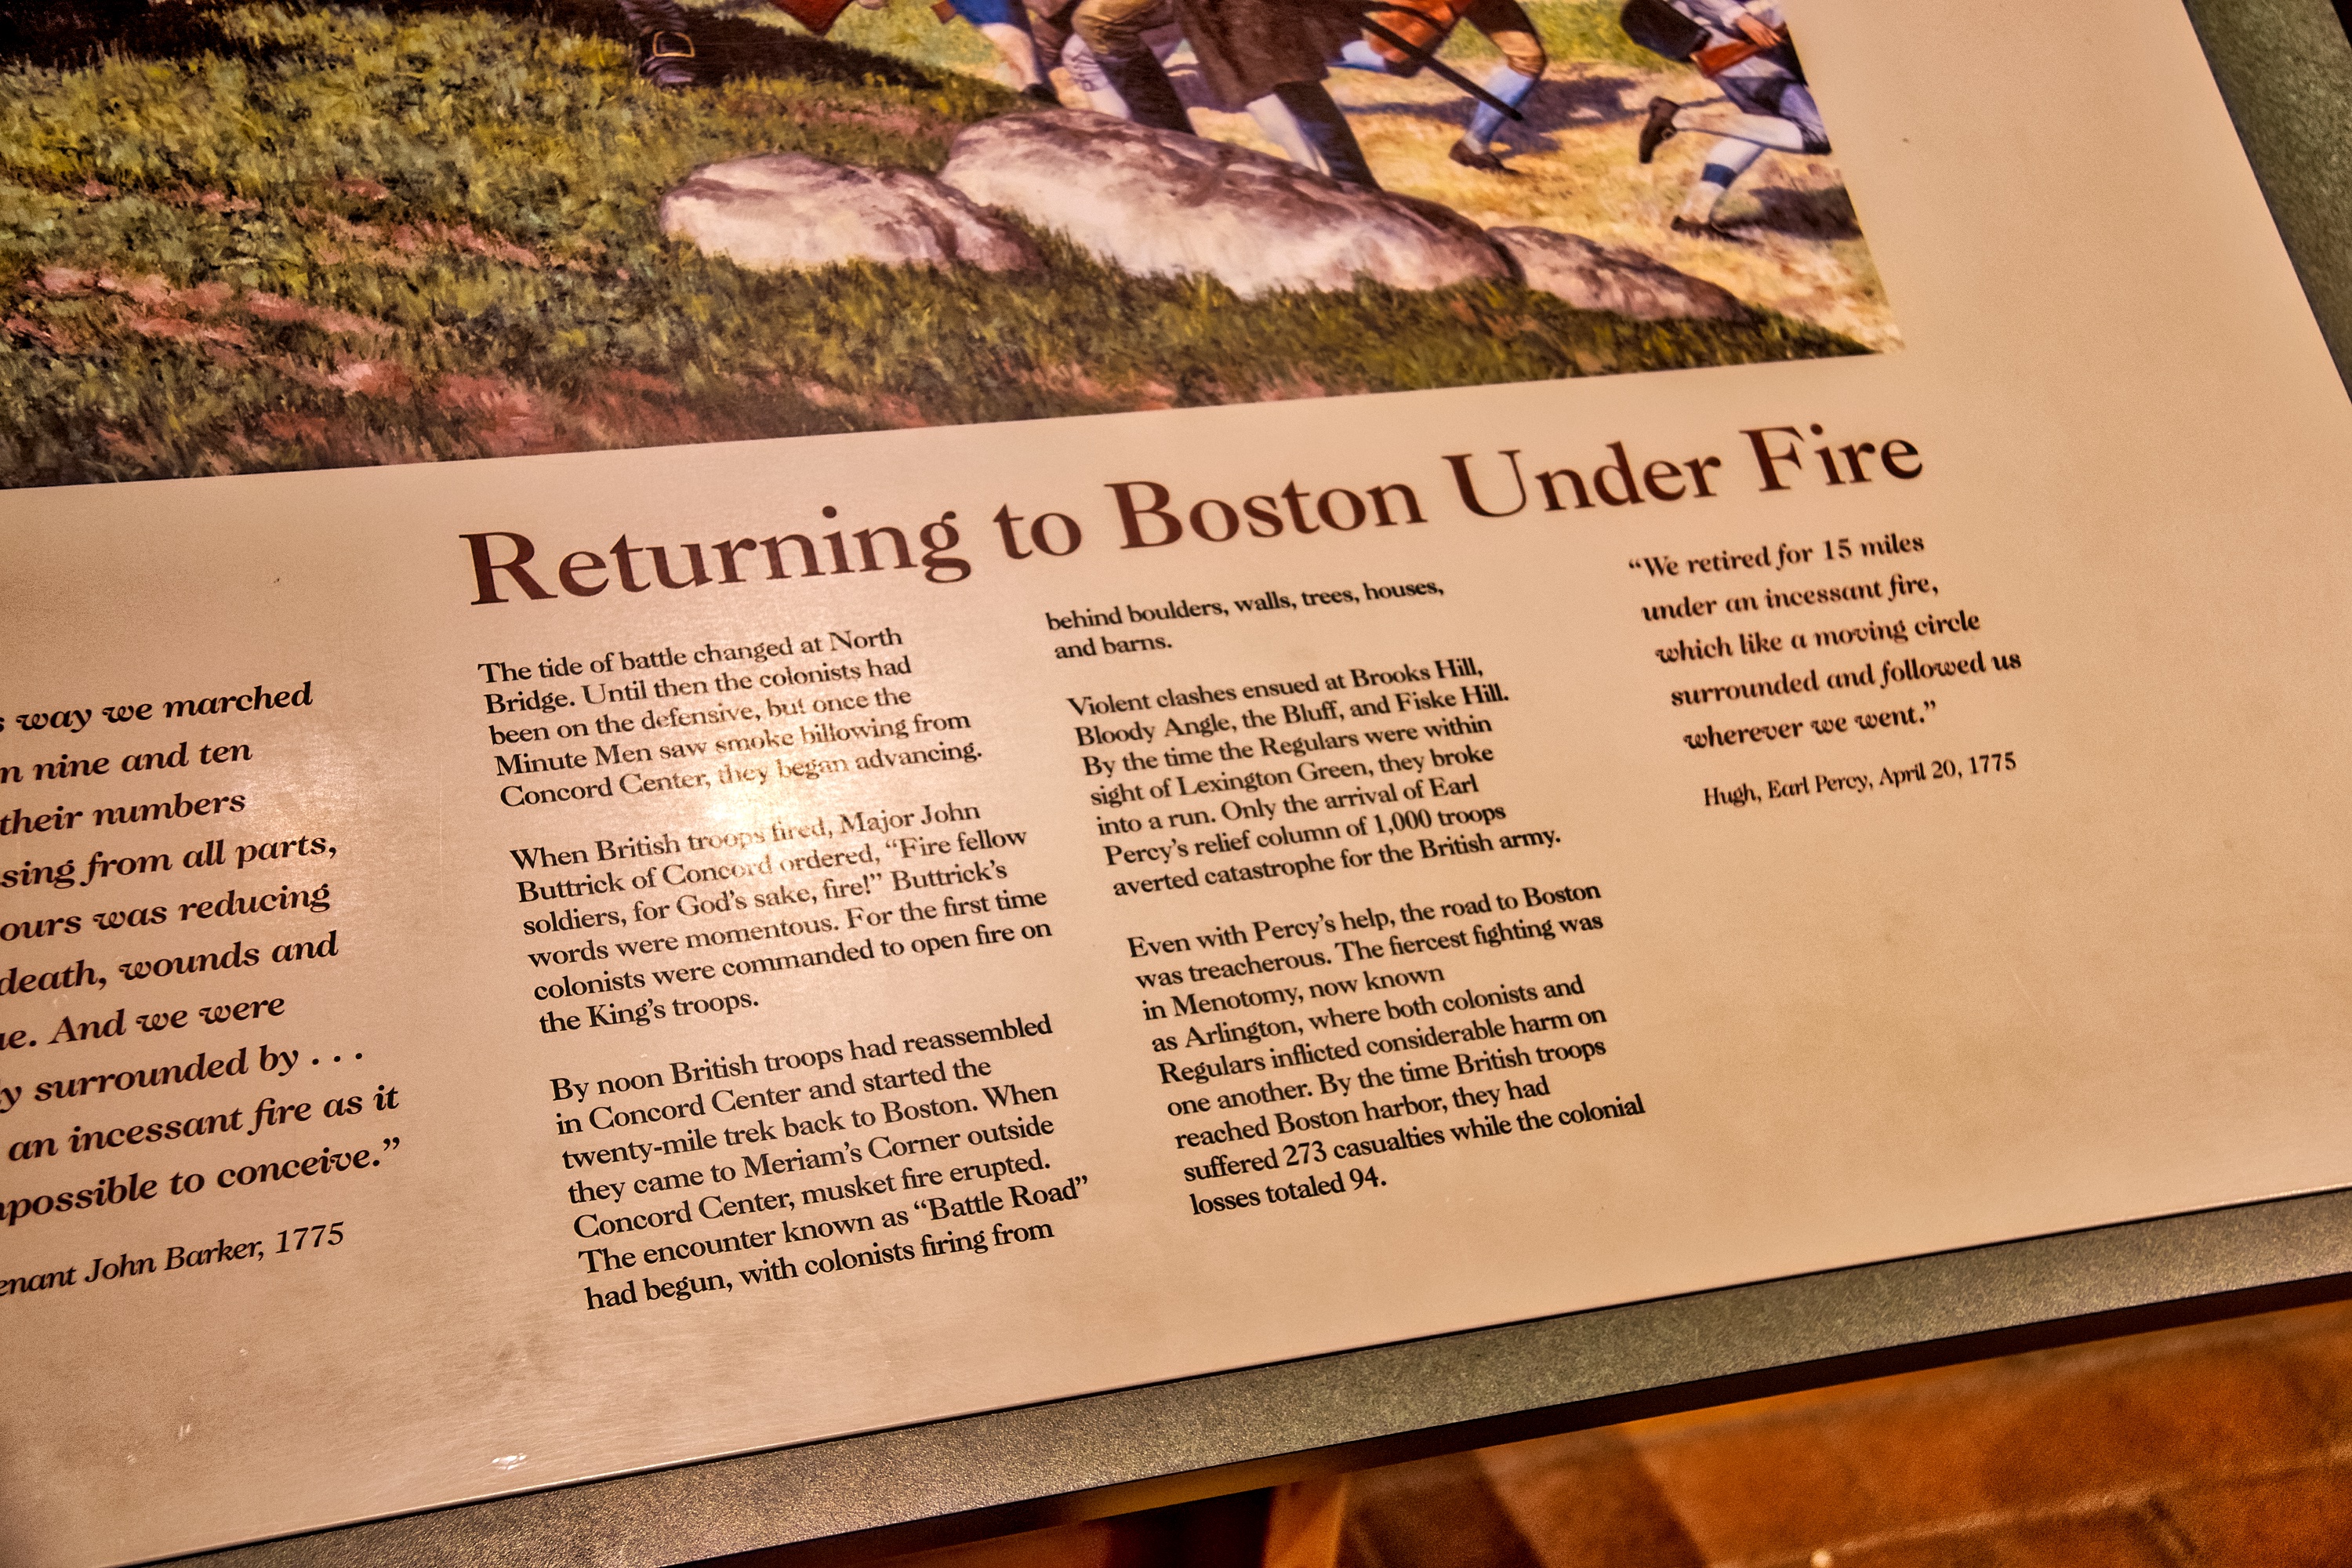 Returning to Boston Under Fire
way we marched
nine and ten
their numbers
from all parts,
ours was reducing
death, wounds and
And we were
surrounded by . . .
an incessant fire as it
to conceive.”
John Barker, 1775
The tide of battle changed at North
Bridge. Until then the colonists had
been on the defensive, but once the
Minute Men saw smoke billowing from
Concord Center, they began advancing.
When British troops fired, Major John
Buttrick of Concord ordered, “Fire fellow
soldiers, for God’s sake, fire!” Buttrick’s
words were momentous. For the first time
colonists were commanded to open fire on
the King’s troops.
By noon British troops had reassembled
in Concord Center and started the
twenty-mile trek back to Boston. When
they came to Meriam’s Corner outside
Concord Center, musket fire erupted.
The encounter known as “Battle Road”
had begun, with colonists firing from
behind boulders, walls, trees, houses,
and barns.
Violent clashes ensued at Brooks Hill,
Bloody Angle, the Bluff, and Fiske Hill.
By the time the Regulars were within
sight of Lexington Green, they broke
into a run. Only the arrival of Earl
Percy’s relief column of 1,000 troops
averted catastrophe for the British army.
Even with Percy’s help, the road to Boston
was treacherous. The fiercest fighting was
in Menotomy, now known
as Arlington, where both colonists and
Regulars inflicted considerable harm on
one another. By the time British troops
reached Boston harbor, they had
suffered 273 casualties while the colonial
losses totaled 94.
“We retired for 15 miles
under an incessant fire,
which like a moving circle
surrounded and followed us
wherever we went.”
Hugh, Earl Percy, April 20, 1775